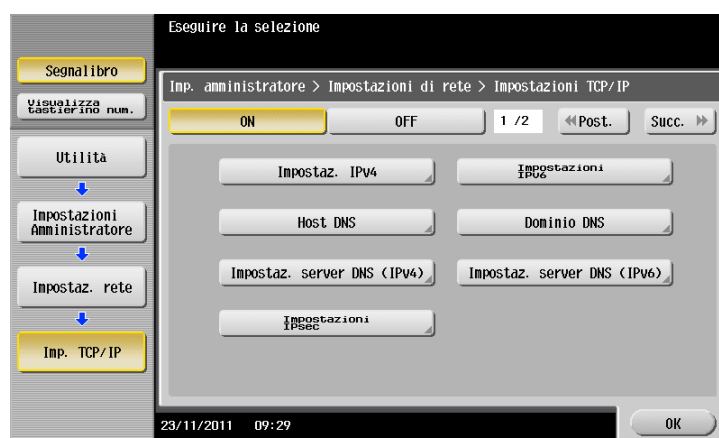 Eseguire la selezione
Segnalibro
Visualizza
tastierino num.
Utilità
Impostazioni
Amministratore
Impostaz. rete
Imp. TCP/IP
Imp. amministratore > Impostazioni di rete > Impostazioni TCP/IP
ON OFF 1 /2 Post. Succ.
Impostaz. IPv4 Impostazioni
IPv6
Host DNS Dominio DNS
Impostaz. server DNS (IPv4) Impostaz. server DNS (IPv6)
Impostazioni
IPsec
23/11/2011 09:29 OK